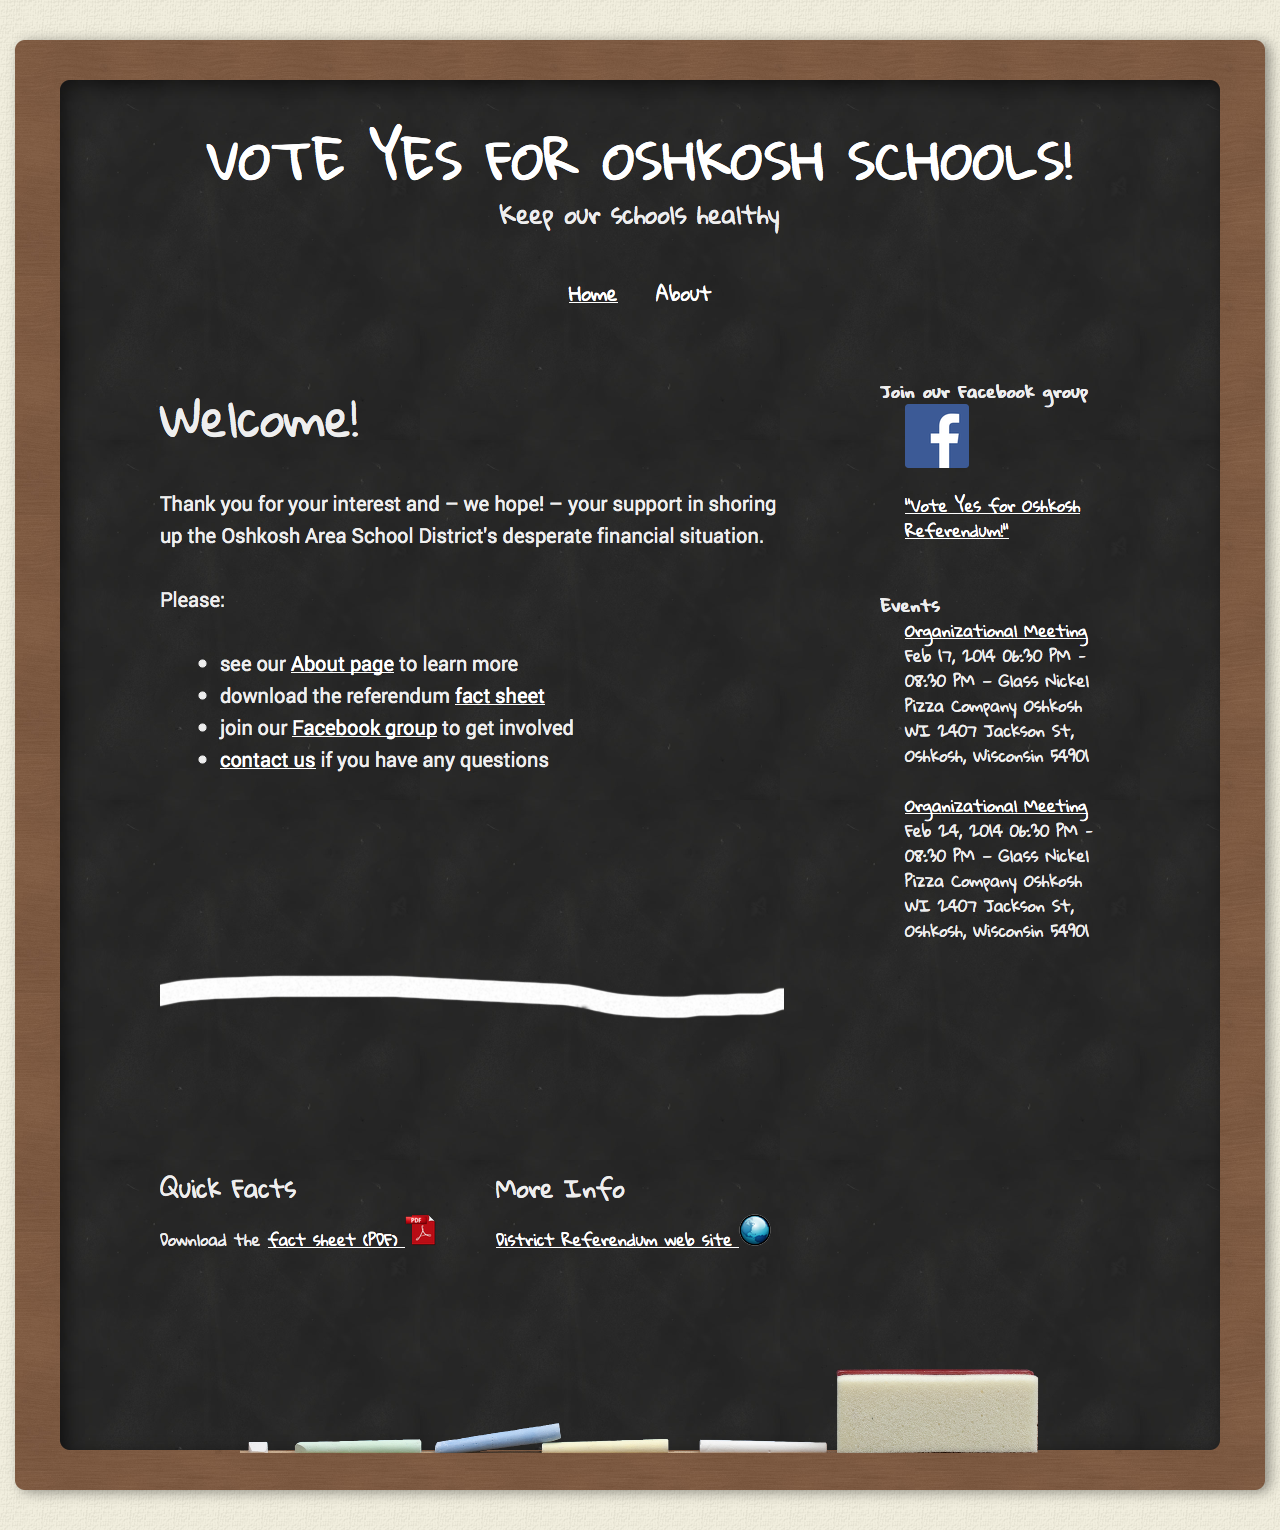 VOTE YES FOR OSHKOSH SCHOOLS!
Keep our schools healthy
Home About
Welcome!
Thank you for your interest and – we hope! – your support in shoring
up the Oshkosh Area School District's desperate financial situation.
Please:
• see our About page to learn more
• download the referendum fact sheet
• join our Facebook group to get involved
• contact us if you have any questions
Join our Facebook group
f
"Vote Yes for Oshkosh
Referendum!"
Events
Organizational Meeting
Feb 17, 2014 06:30 PM –
08:30 PM – Glass Nickel
Pizza Company Oshkosh
WI 2407 Jackson St,
Oshkosh, Wisconsin 54901
Organizational Meeting
Feb 24, 2014 06:30 PM –
08:30 PM – Glass Nickel
Pizza Company Oshkosh
WI 2407 Jackson St,
Oshkosh, Wisconsin 54901
Quick Facts
Download the fact sheet (PDF) PDF
More Info
District Referendum web site